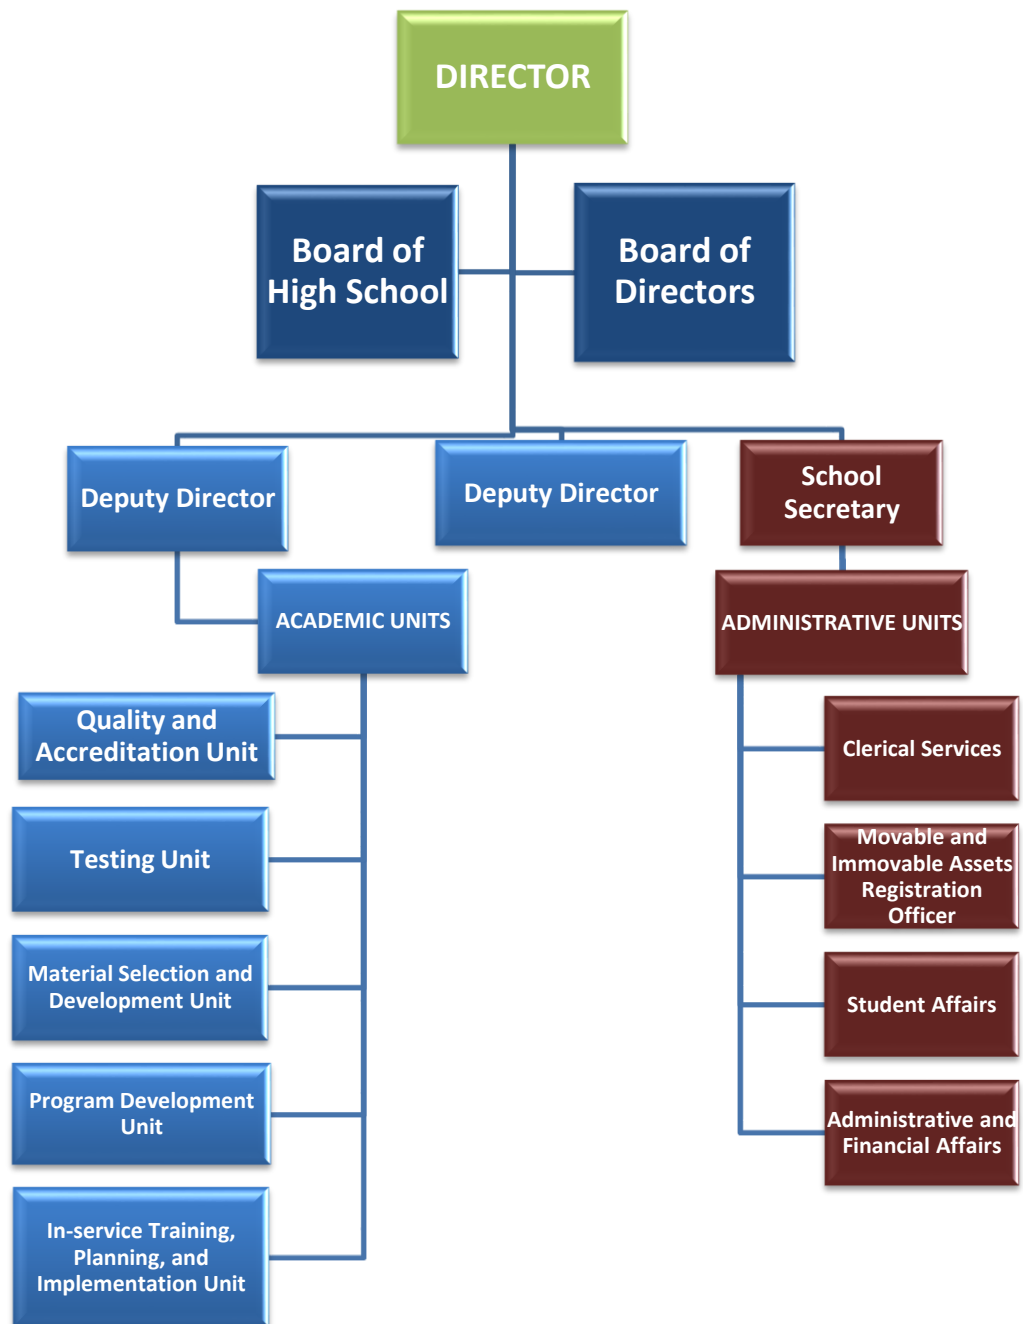 DIRECTOR
Board of
High School
Board of
Directors
Deputy Director
Deputy Director
School
Secretary
ACADEMIC UNITS
ADMINISTRATIVE UNITS
Quality and
Accreditation Unit
Testing Unit
Material Selection and
Development Unit
Program Development
Unit
In-service Training,
Planning, and
Implementation Unit
Clerical Services
Movable and
Immovable Assets
Registration
Officer
Student Affairs
Administrative and
Financial Affairs